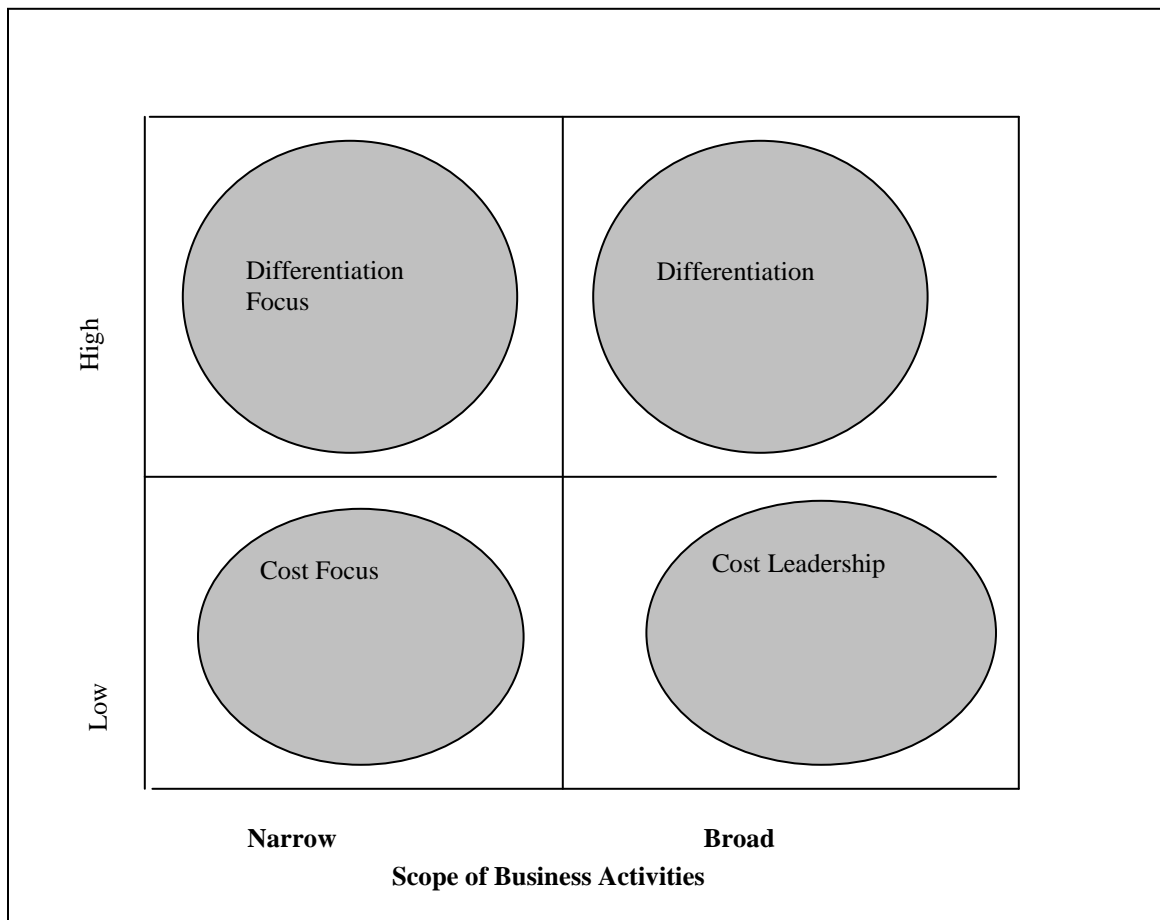 Differentiation
Focus
Differentiation
High
Cost Focus
Cost Leadership
Low
Narrow
Broad
Scope of Business Activities